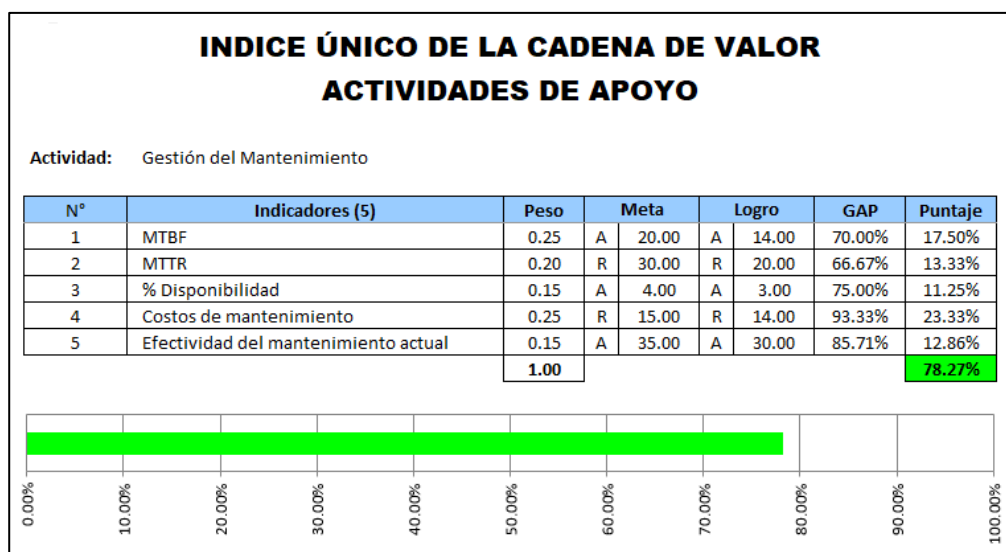 INDICE ÚNICO DE LA CADENA DE VALOR
ACTIVIDADES DE APOYO
Actividad: Gestión del Mantenimiento
N° Indicadores (5) Peso Meta Logro GAP Puntaje
1 MTBF 0.25 A 20.00 A 14.00 70.00% 17.50%
2 MTTR 0.20 R 30.00 R 20.00 66.67% 13.33%
3 % Disponibilidad 0.15 A 4.00 A 3.00 75.00% 11.25%
4 Costos de mantenimiento 0.25 R 15.00 R 14.00 93.33% 23.33%
5 Efectividad del mantenimiento actual 0.15 A 35.00 A 30.00 85.71% 12.86%
1.00 78.27%
0.00% 10.00% 20.00% 30.00% 40.00% 50.00% 60.00% 70.00% 80.00% 90.00% 100.00%